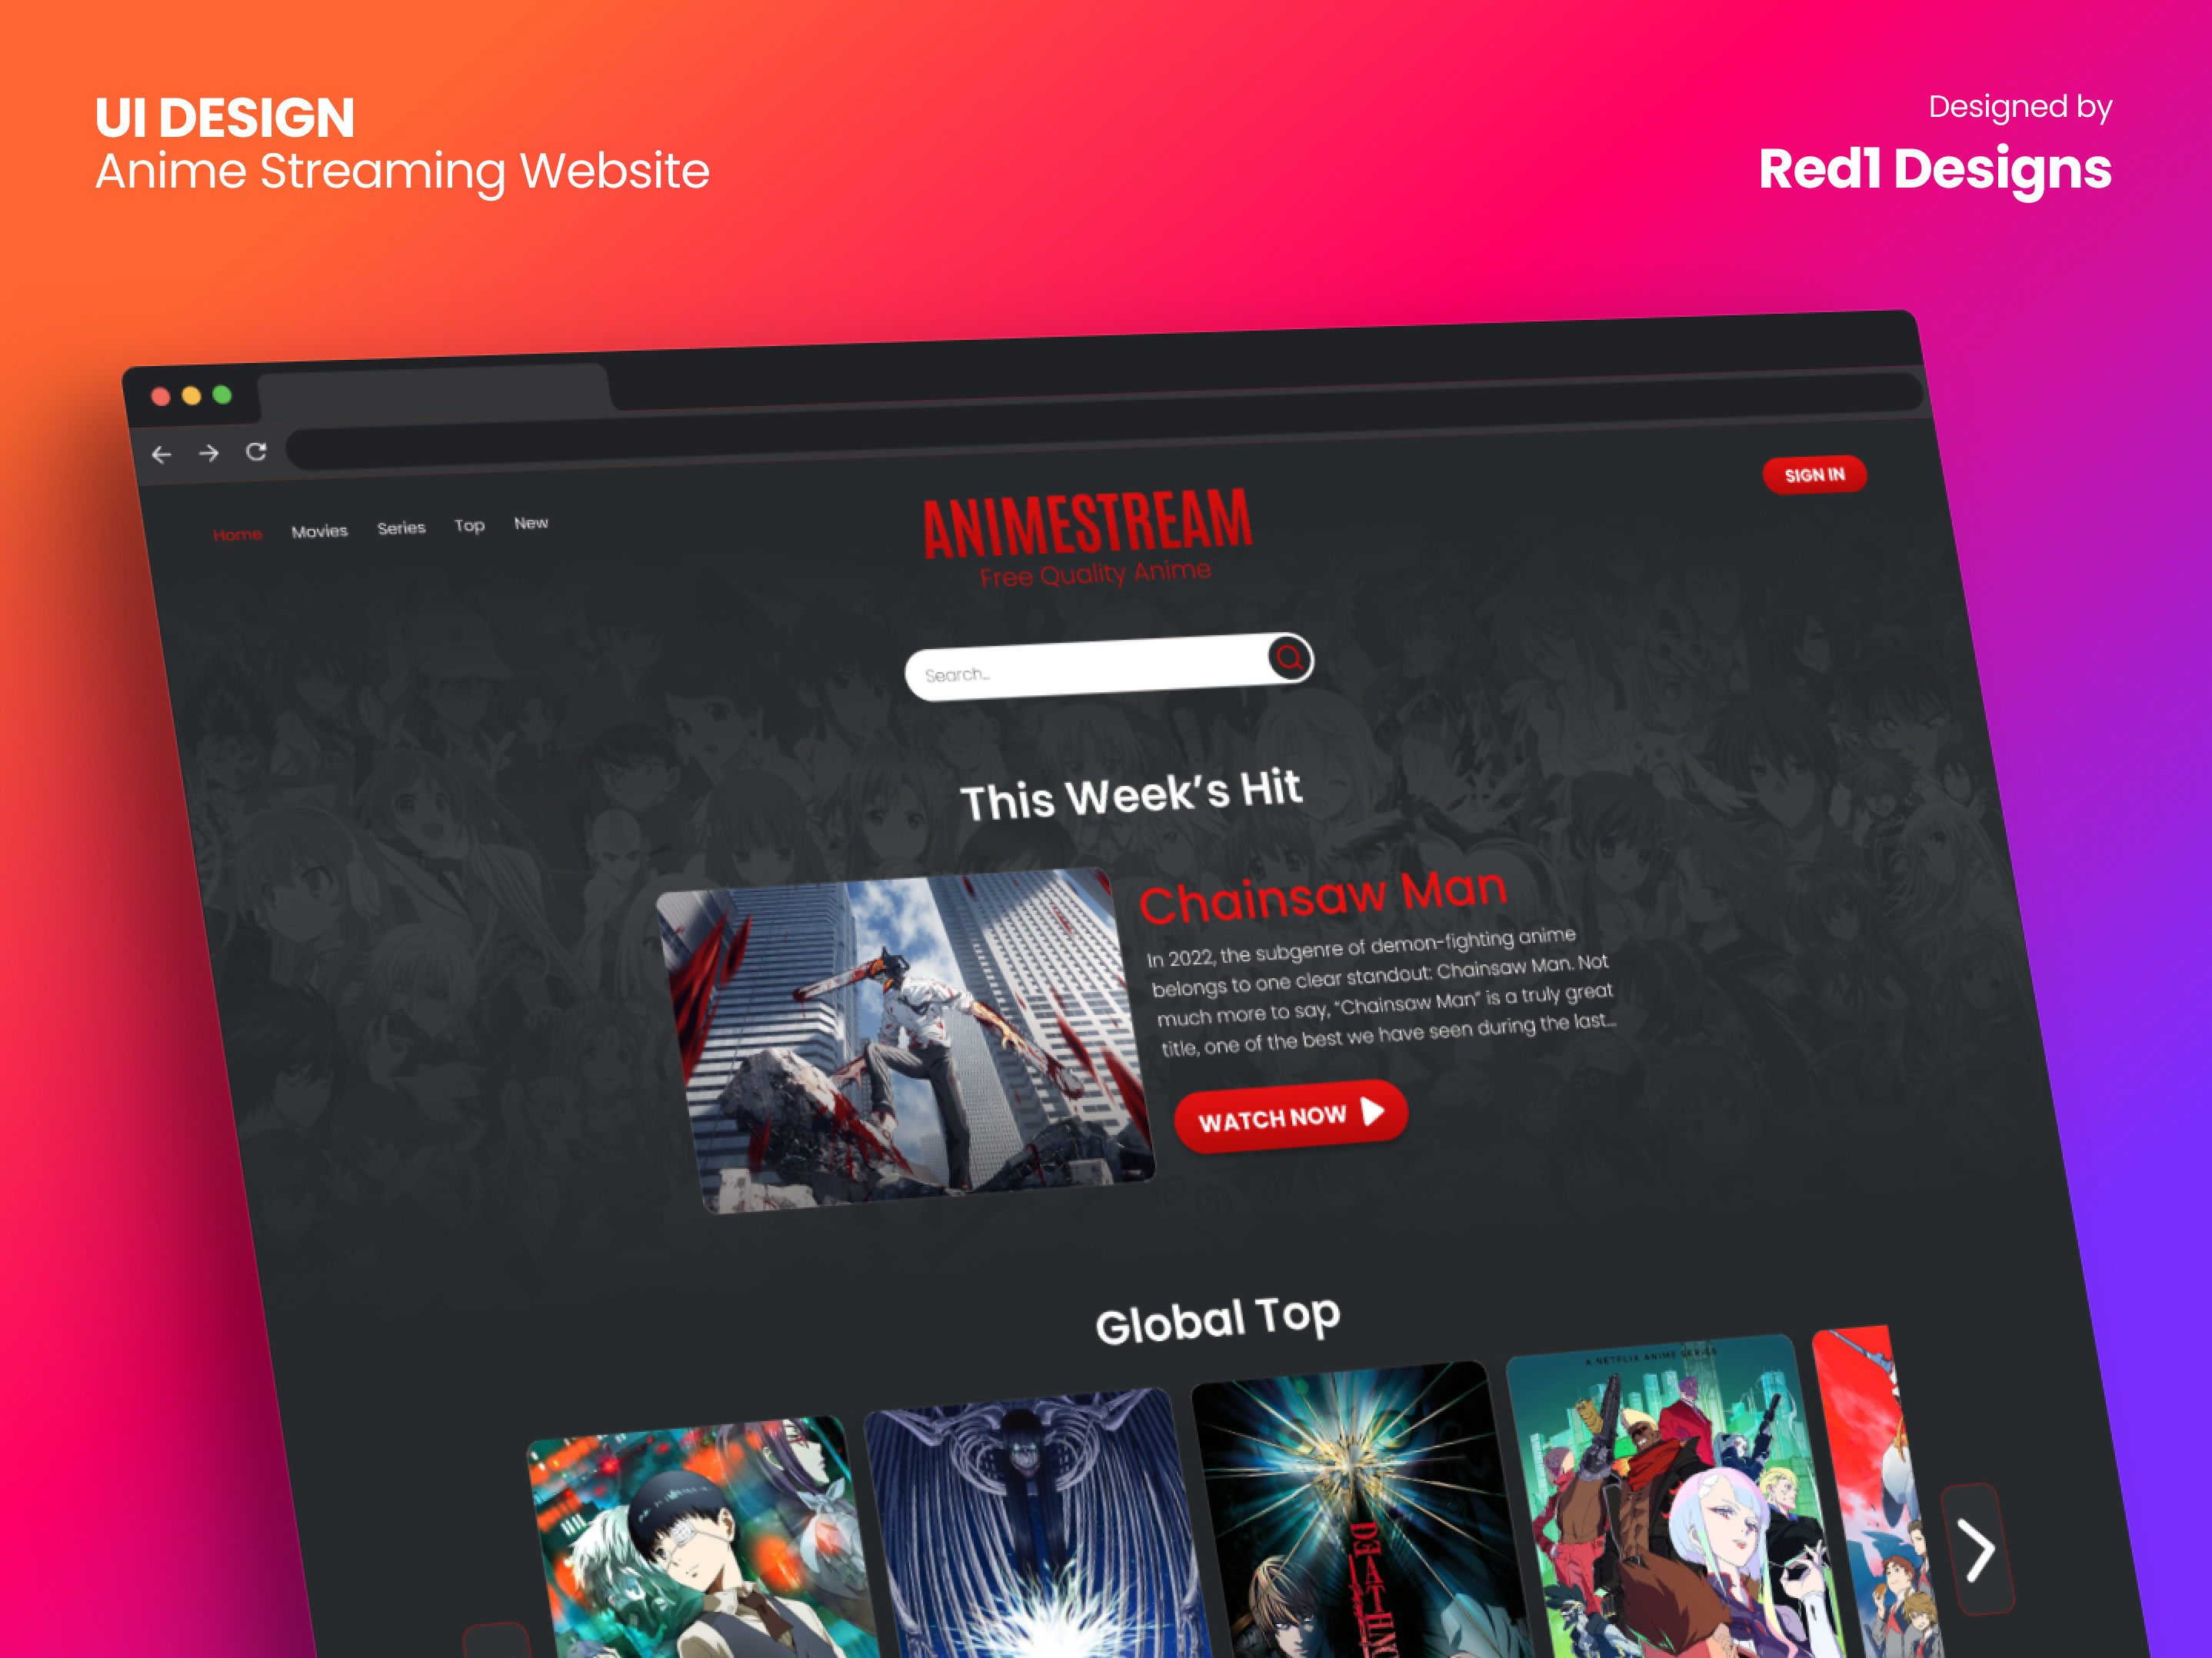 UI DESIGN
Anime Streaming Website
Designed by
Red1 Designs
SIGN IN
Home Movies Series Top New
ANIMESTREAM
Free Quality Anime
Search...
This Week's Hit
Chainsaw Man
In 2022, the subgenre of demon-fighting anime
belongs to one clear standout: Chainsaw Man. Not
much more to say, “Chainsaw Man” is a truly great
title, one of the best we have seen during the last...
WATCH NOW
Global Top
A NETFLIX ANIME SERIES
DEATH